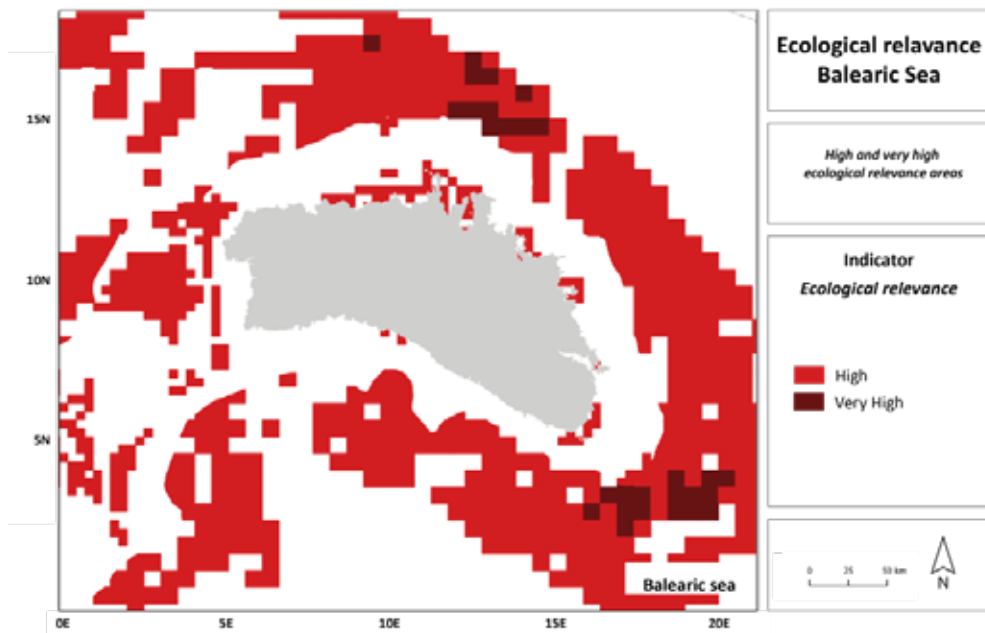 Ecological relavance
Balearic Sea
High and very high
ecological relevance areas
Indicator
Ecological relevance
High
Very High
0 25 50 km
N
15N
10N
5N
Balearic sea
0E 5E 10E 15E 20E